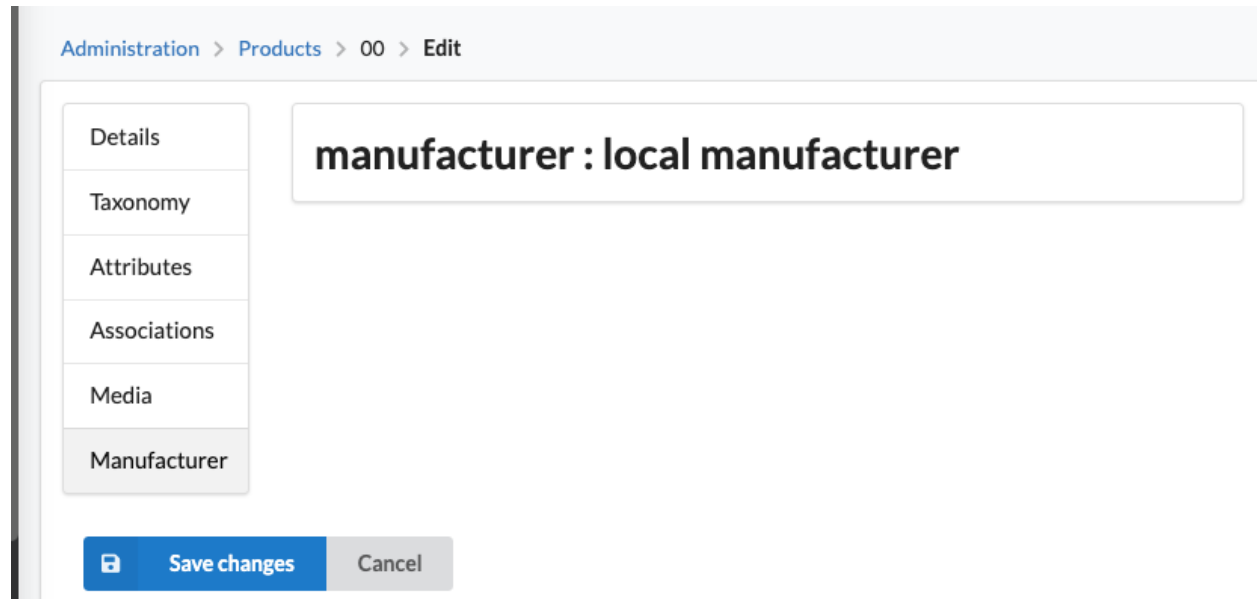 Administration > Products > 00 > Edit
Details
Taxonomy
Attributes
Associations
Media
Manufacturer
manufacturer : local manufacturer
Save changes
Cancel